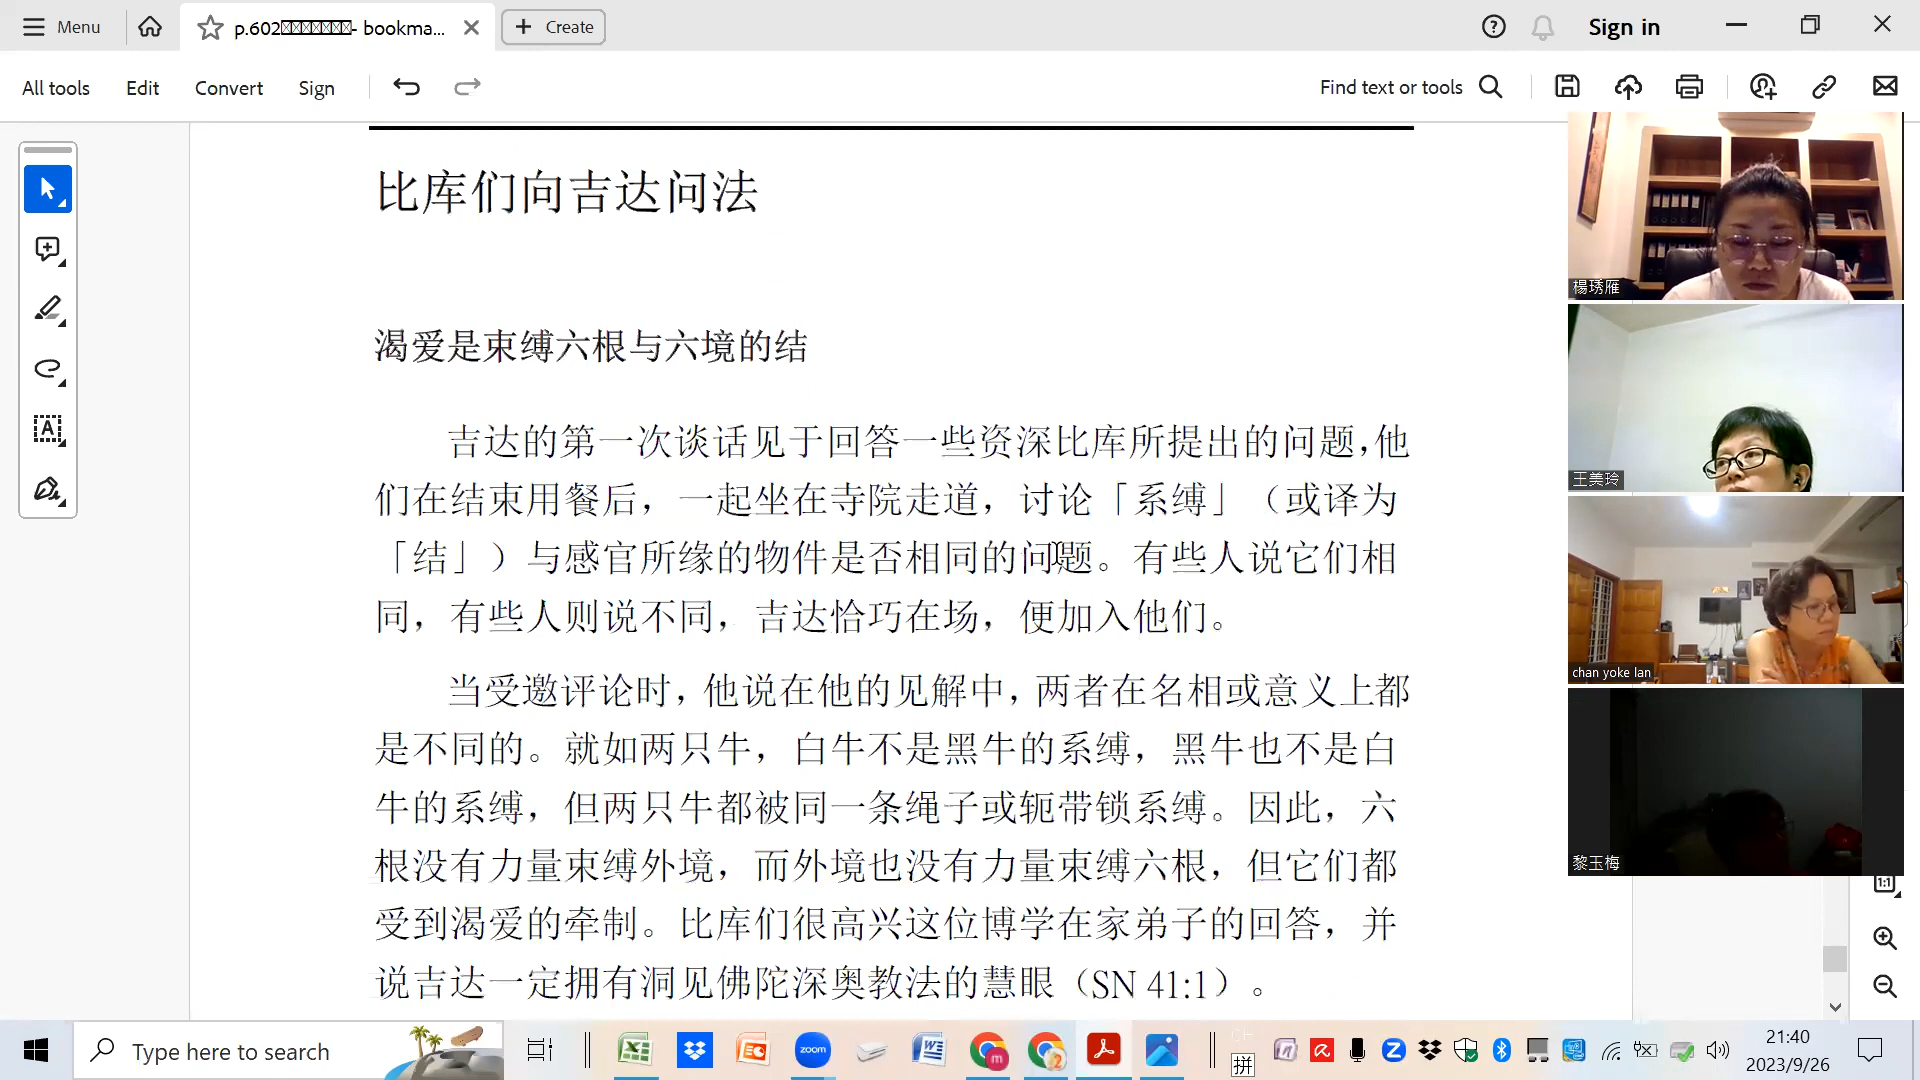 Menu
p.602 - bookma...
Create
Sign in
All tools
Edit
Convert
Sign
Find text or tools
比库们向吉达问法
渴爱是束缚六根与六境的结
吉达的第一次谈话见于回答一些资深比库所提出的问题，他
们在结束用餐后，一起坐在寺院走道，讨论「系缚」（或译为
「结」）与感官所缘的物件是否相同的问题。有些人说它们相
同，有些人则说不同，吉达恰巧在场，便加入他们。
当受邀评论时，他说在他的见解中，两者在名相或意义上都
是不同的。就如两只牛，白牛不是黑牛的系缚，黑牛也不是白
牛的系缚，但两只牛都被同一条绳子或轭带锁系缚。因此，六
根没有力量束缚外境，而外境也没有力量束缚六根，但它们都
受到渴爱的牵制。比库们很高兴这位博学在家弟子的回答，并
说吉达一定拥有洞见佛陀深奥教法的慧眼（SN 41:1）。
楊琇雁
王美玲
chan yoke lan
黎玉梅
1:1
Type here to search
zoom
拼
21:40
2023/9/26